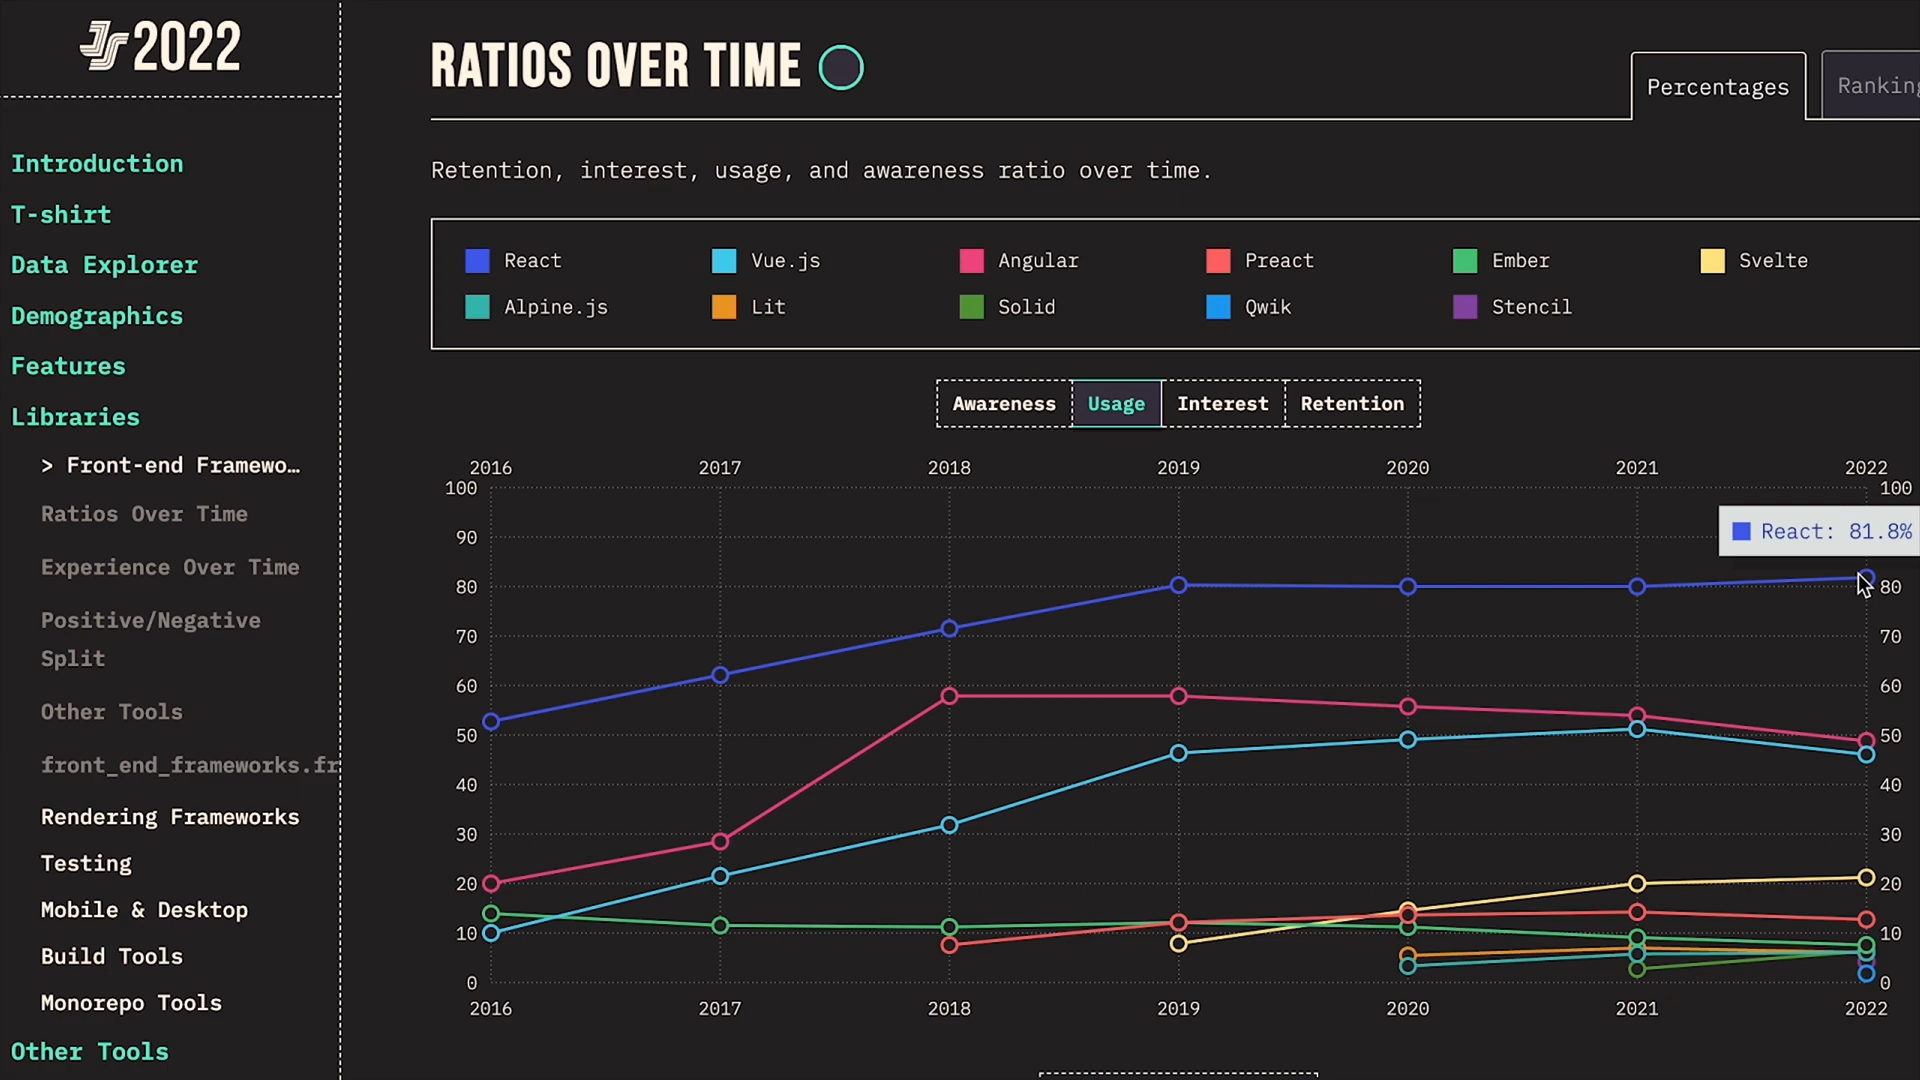 JS 2022
Introduction
T-shirt
Data Explorer
Demographics
Features
Libraries
> Front-end Framewo…
Ratios Over Time
Experience Over Time
Positive/Negative
Split
Other Tools
front_end_frameworks.fr
Rendering Frameworks
Testing
Mobile & Desktop
Build Tools
Monorepo Tools
Other Tools
RATIOS OVER TIME
Percentages
Ranking
Retention, interest, usage, and awareness ratio over time.
React Vue.js Angular Preact Ember Svelte
Alpine.js Lit Solid Qwik Stencil
Awareness Usage Interest Retention
2016 2017 2018 2019 2020 2021 2022
100 100
90
React: 81.8%
80 80
70 70
60 60
50 50
40 40
30 30
20 20
10 10
0 0
2016 2017 2018 2019 2020 2021 2022